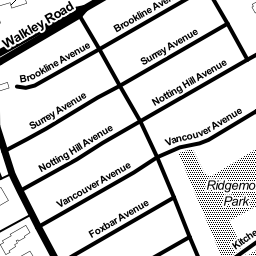 Walkley Road
Brookline Avenue
Brookline Avenue
Surrey Avenue
Surrey Avenue
Notting Hill Avenue
Notting Hill Avenue
Vancouver Avenue
Vancouver Avenue
Foxbar Avenue
Ridgemo
Park
Kitche